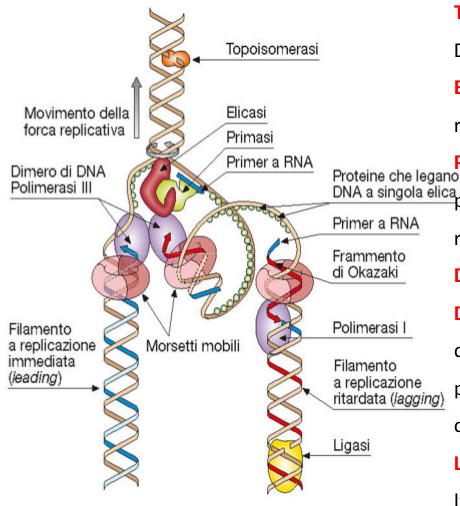 Topoisomerasi
Movimento della
forca replicativa
Elicasi
Primasi
Primer a RNA
Dimero di DNA
Polimerasi III
Proteine che legano
DNA a singola elica
Primer a RNA
Frammento
di Okazaki
Filamento
a replicazione
immediata
(leading)
Morsetti mobili
Polimerasi I
Filamento
a replicazione
ritardata (lagging)
Ligasi